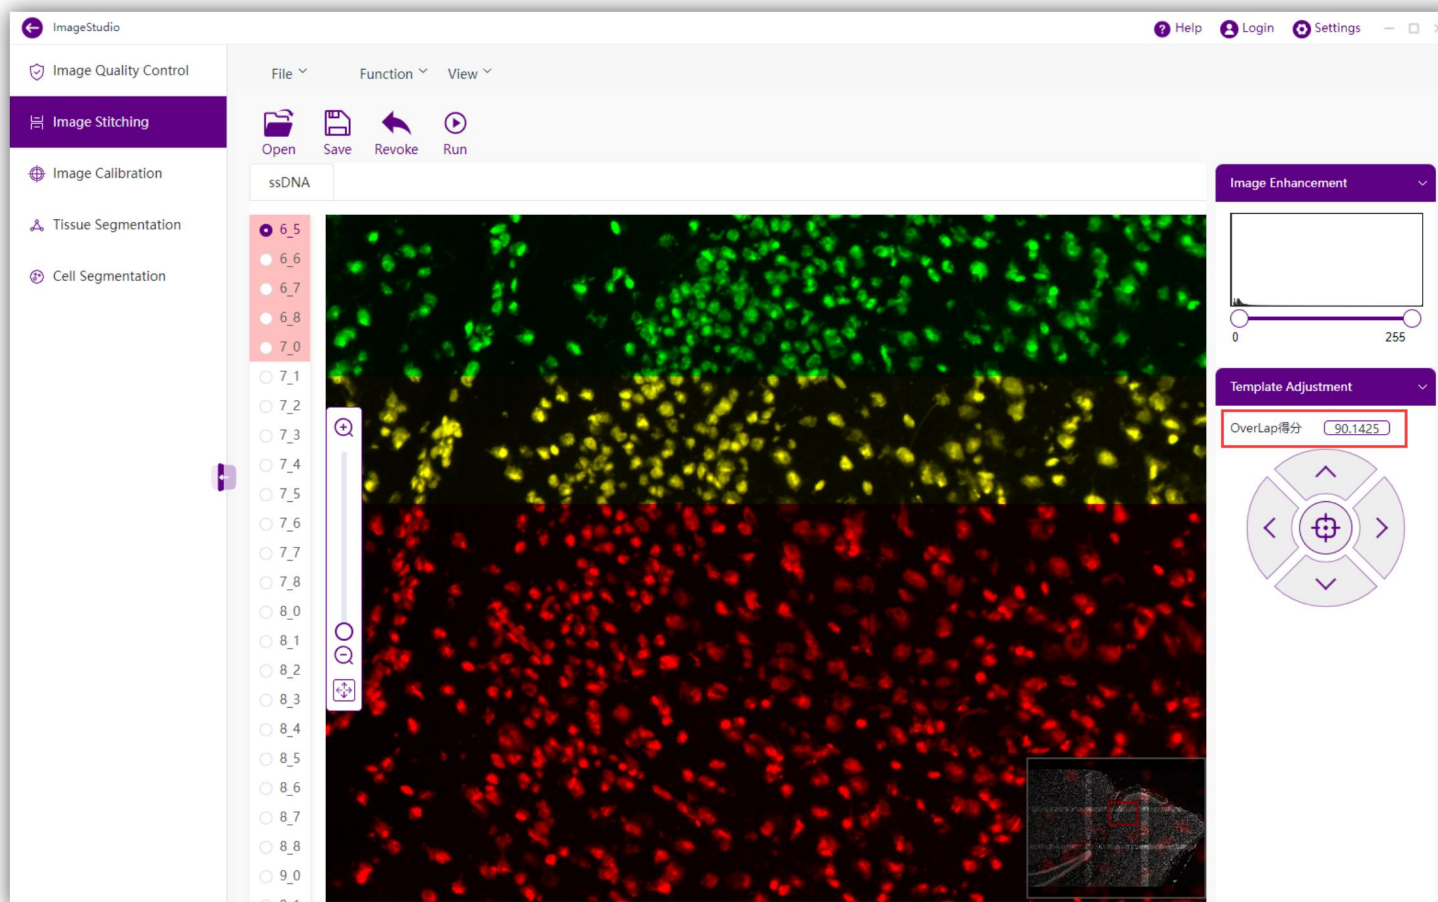 ImageStudio
Help Login Settings
Image Quality Control
Image Stitching
Image Calibration
Tissue Segmentation
Cell Segmentation
File Function View
Open Save Revoke Run
ssDNA
6_5
6_6
6_7
6_8
7_0
7_1
7_2
7_3
7_4
7_5
7_6
7_7
7_8
8_0
8_1
8_2
8_3
8_4
8_5
8_6
8_7
8_8
9_0
Image Enhancement
0 255
Template Adjustment
OverLap得分 90.1425